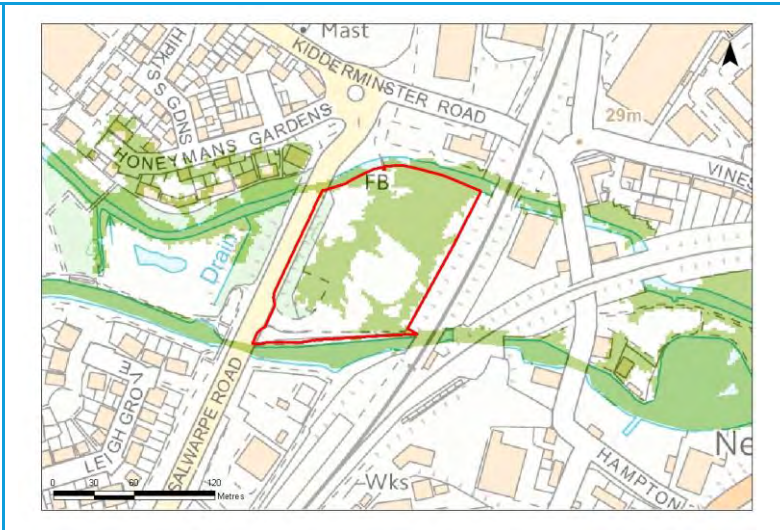 Mast
KIDDERMINSTER ROAD
HIPKISS GDNS
HONEYMANS GARDENS
29m
VINES
FB
Drain
SALWARPE ROAD
LEIGH GROVE
Wks
HAMPTON
Ne
0 30 60 120
Metres